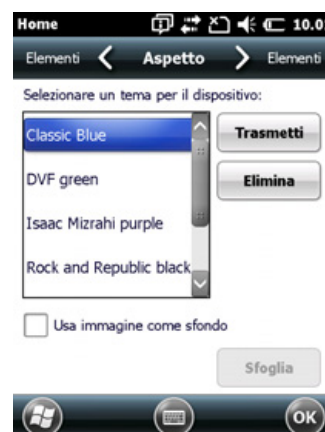 Home 10.0
Elementi Aspetto Elementi
Selezionare un tema per il dispositivo:
Classic Blue
Trasmetti
DVF green
Elimina
Isaac Mizrahi purple
Rock and Republic black
Usa immagine come sfondo
Sfoglia
OK